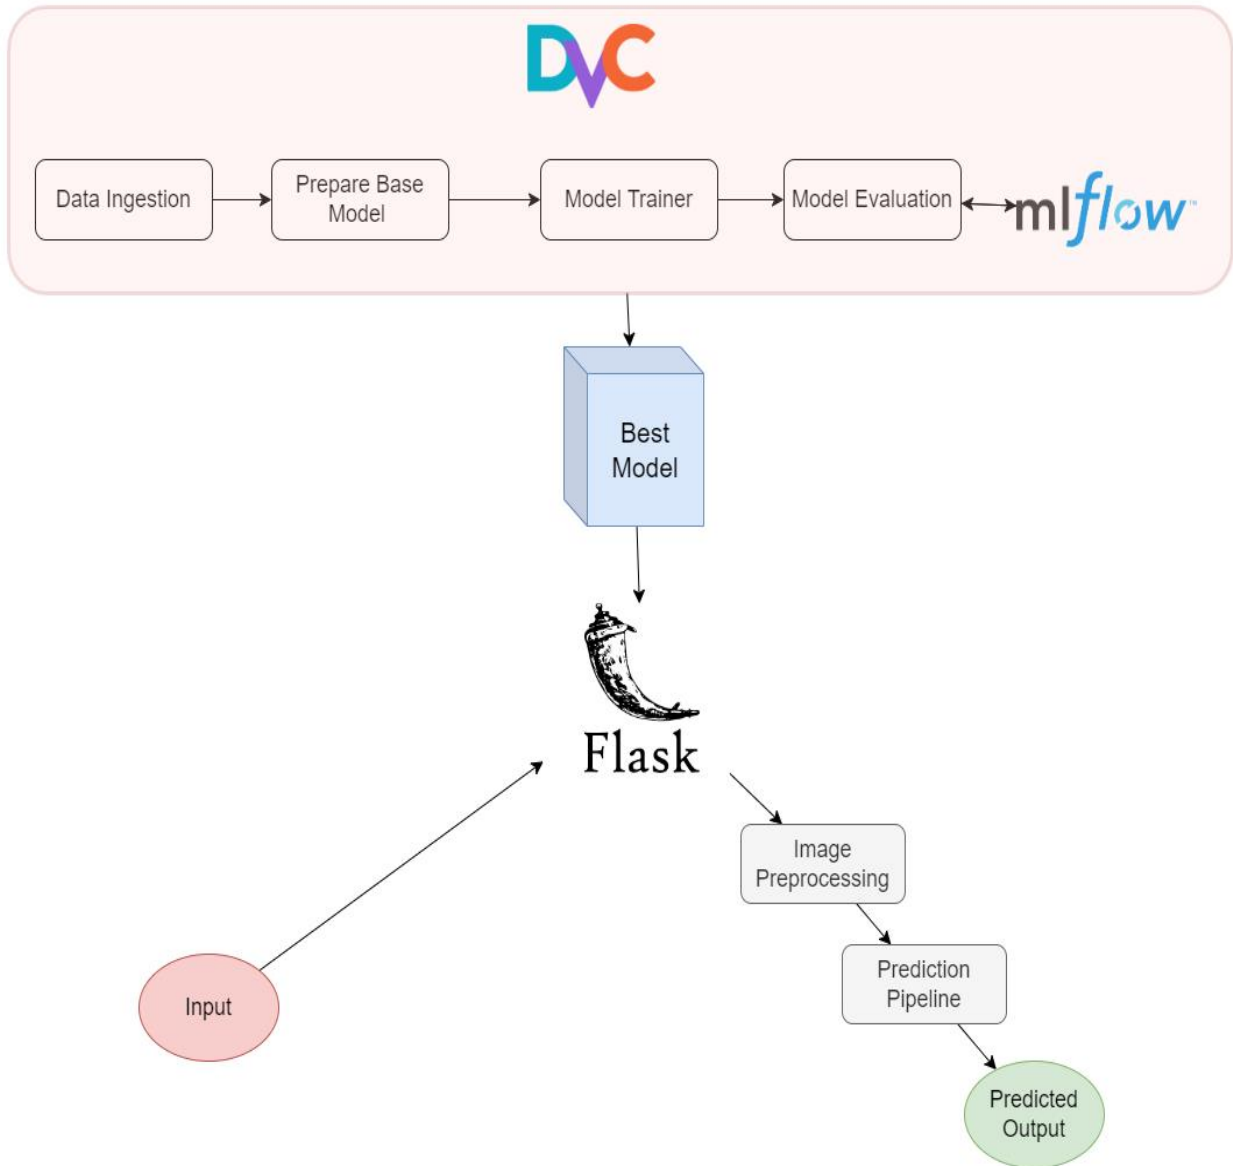 DVC
Data Ingestion
Prepare Base
Model
Model Trainer
Model Evaluation
mlflow™
Best
Model
Flask
Image
Preprocessing
Prediction
Pipeline
Input
Predicted
Output